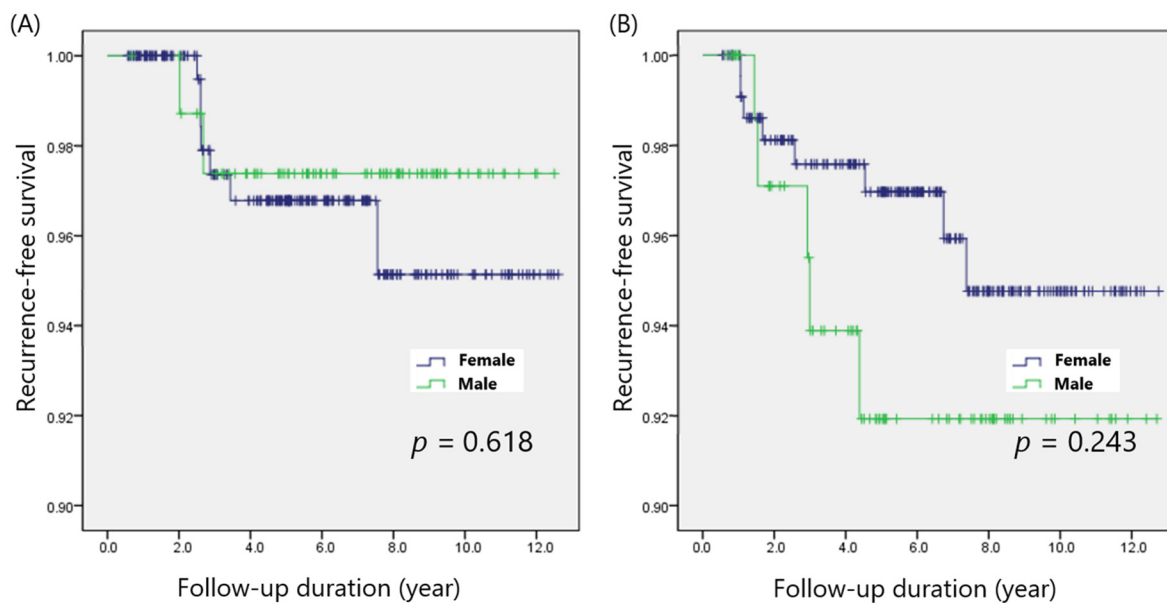 (A)
Recurrence-free survival
1.00
0.98
0.96
0.94
0.92
0.90
Female
Male
p = 0.618
0.0 2.0 4.0 6.0 8.0 10.0 12.0
Follow-up duration (year)
(B)
Recurrence-free survival
1.00
0.98
0.96
0.94
0.92
0.90
Female
Male
p = 0.243
0.0 2.0 4.0 6.0 8.0 10.0 12.0
Follow-up duration (year)